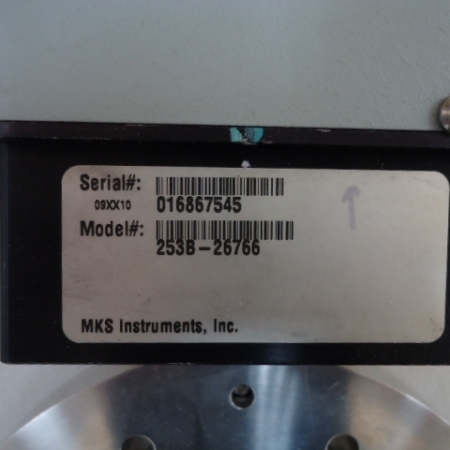 Serial#:
09XX10 016867545
Model#:
253B-26766
MKS Instruments, Inc.